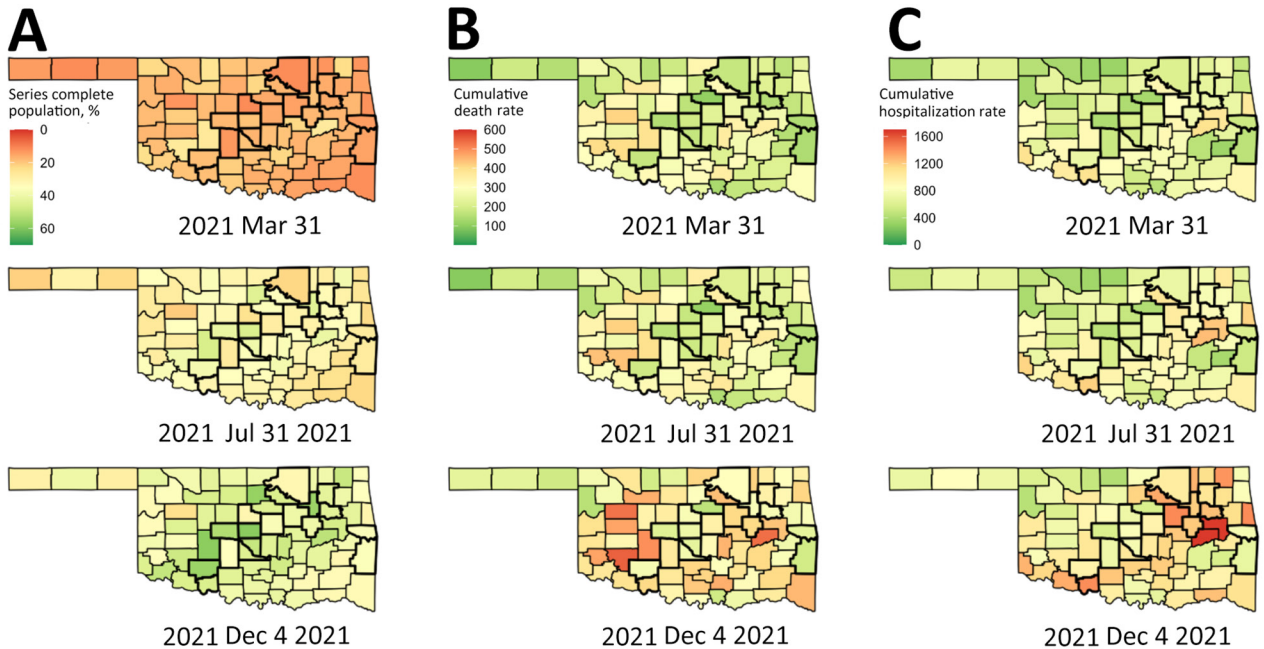 A
Series complete
population, %
0
20
40
60
2021 Mar 31
2021 Jul 31 2021
2021 Dec 4 2021
B
Cumulative
death rate
600
500
400
300
200
100
2021 Mar 31
2021 Jul 31 2021
2021 Dec 4 2021
C
Cumulative
hospitalization rate
1600
1200
800
400
0
2021 Mar 31
2021 Jul 31 2021
2021 Dec 4 2021